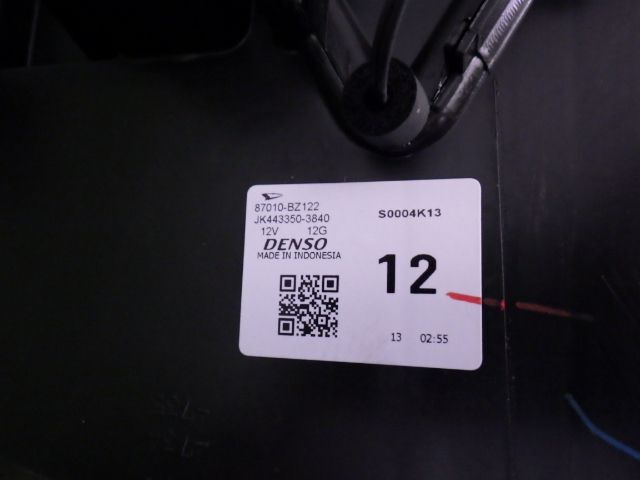 87010-BZ122
JK443350-3840
S0004K13
12V 12G
DENSO
MADE IN INDONESIA
12
13 02:55